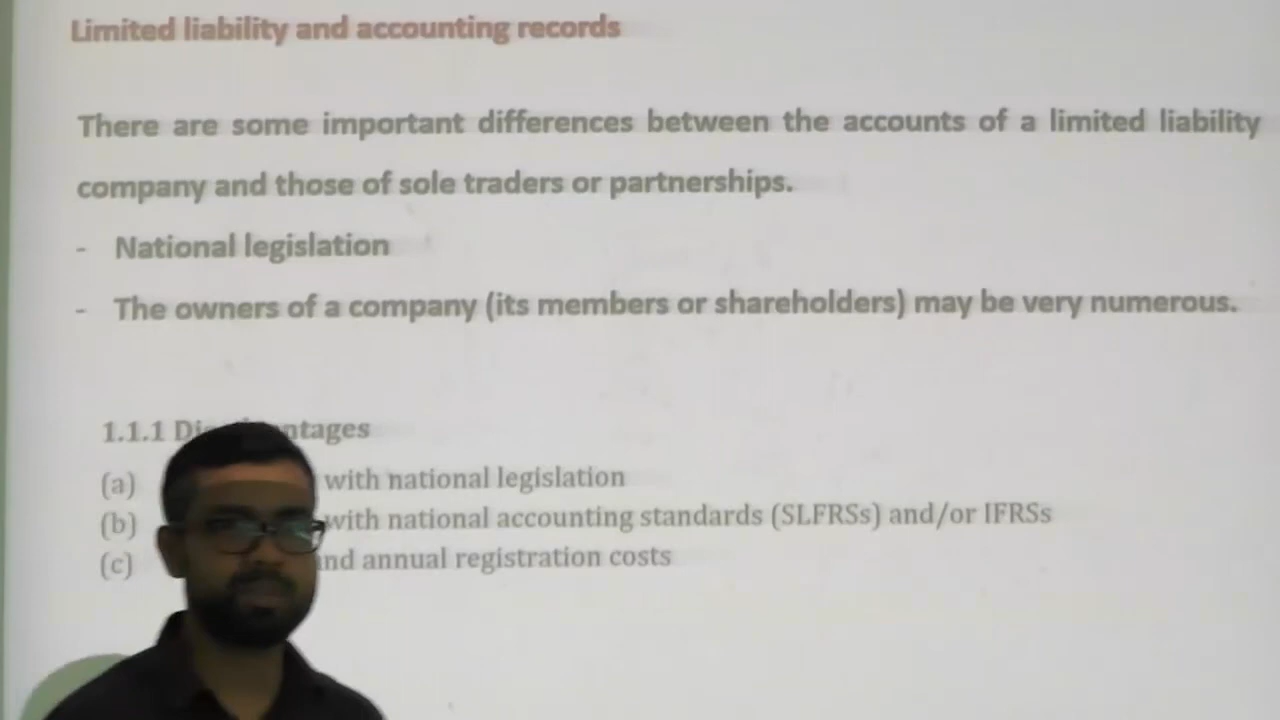 Limited liability and accounting records
There are some important differences between the accounts of a limited liability
company and those of sole traders or partnerships.
- National legislation
- The owners of a company (its members or shareholders) may be very numerous.
1.1.1
(a) with national legislation
(b) with national accounting standards (SLFRSs) and/or IFRSs
(c) and annual registration costs